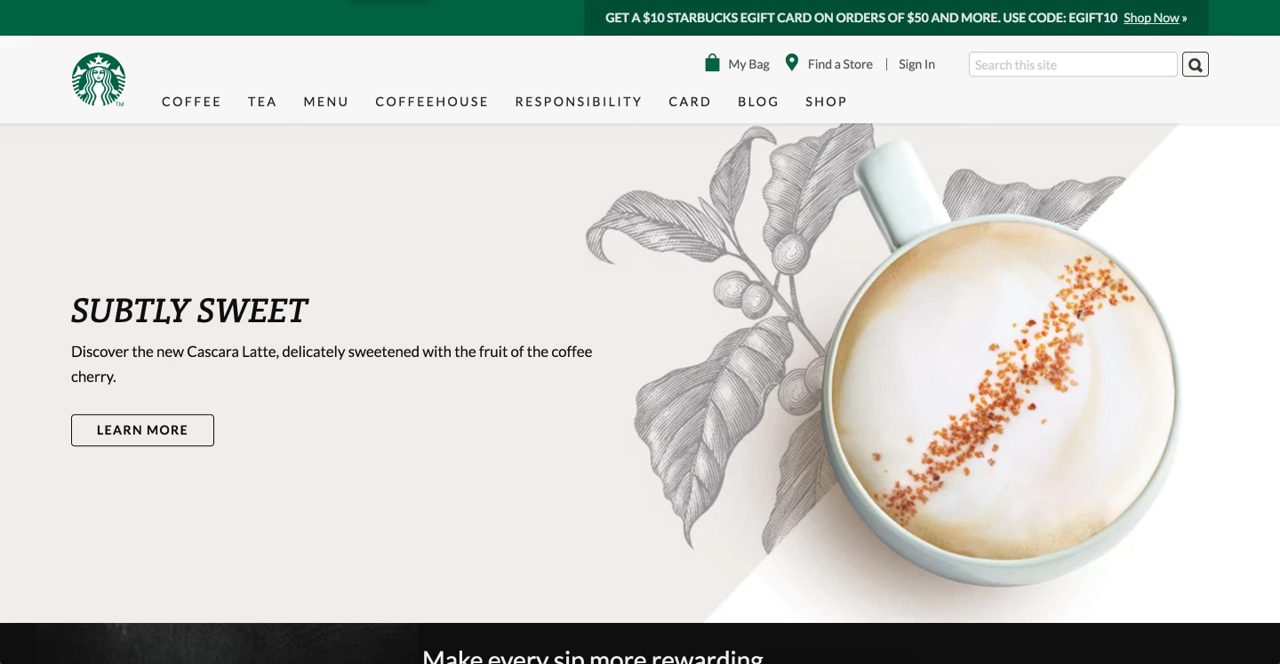 GET A $10 STARBUCKS EGIFT CARD ON ORDERS OF $50 AND MORE. USE CODE: EGIFT10 Shop Now »
My Bag Find a Store | Sign In Search this site
TM
COFFEE TEA MENU COFFEEHOUSE RESPONSIBILITY CARD BLOG SHOP
SUBTLY SWEET
Discover the new Cascara Latte, delicately sweetened with the fruit of the coffee
cherry.
LEARN MORE
Make every sip more rewarding